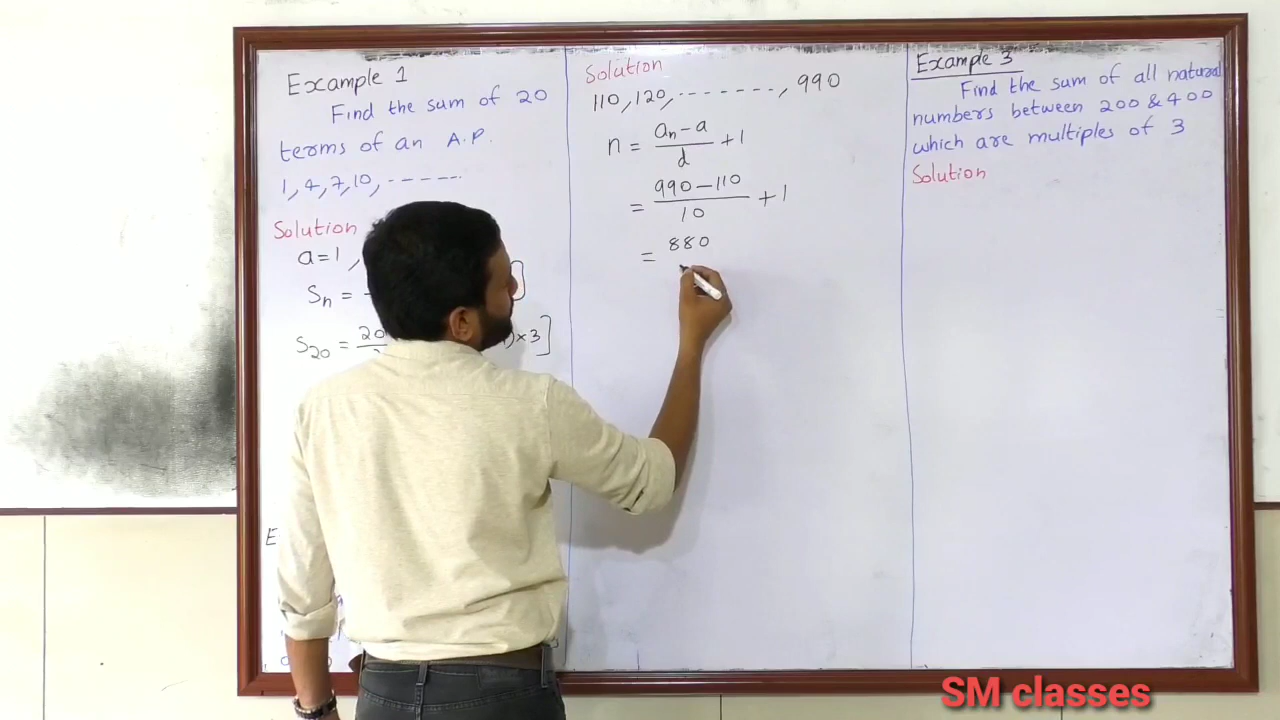 Example 1
Find the sum of 20
terms of an A.P.
1, 4, 7, 10, ------
Solution
a=1,
Sn =
S20 = 20 ) × 3]
E
Solution
110, 120, --------, 990
n = an - a / d + 1
= 990 - 110 / 10 + 1
= 880
Example 3
Find the sum of all natural
numbers between 200 & 400
which are multiples of 3
Solution
SM classes